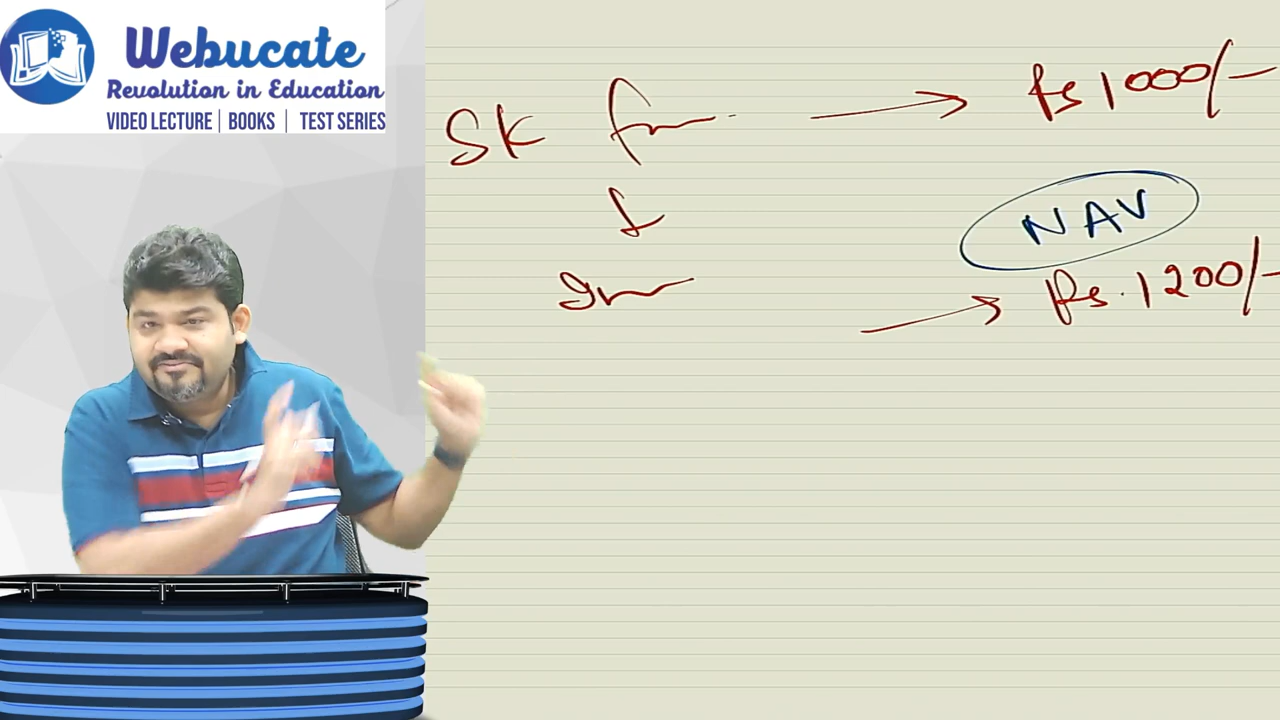 Webucate
Revolution in Education
VIDEO LECTURE | BOOKS | TEST SERIES
SK → Rs 1000/-
NAV
→ Rs. 1200/-